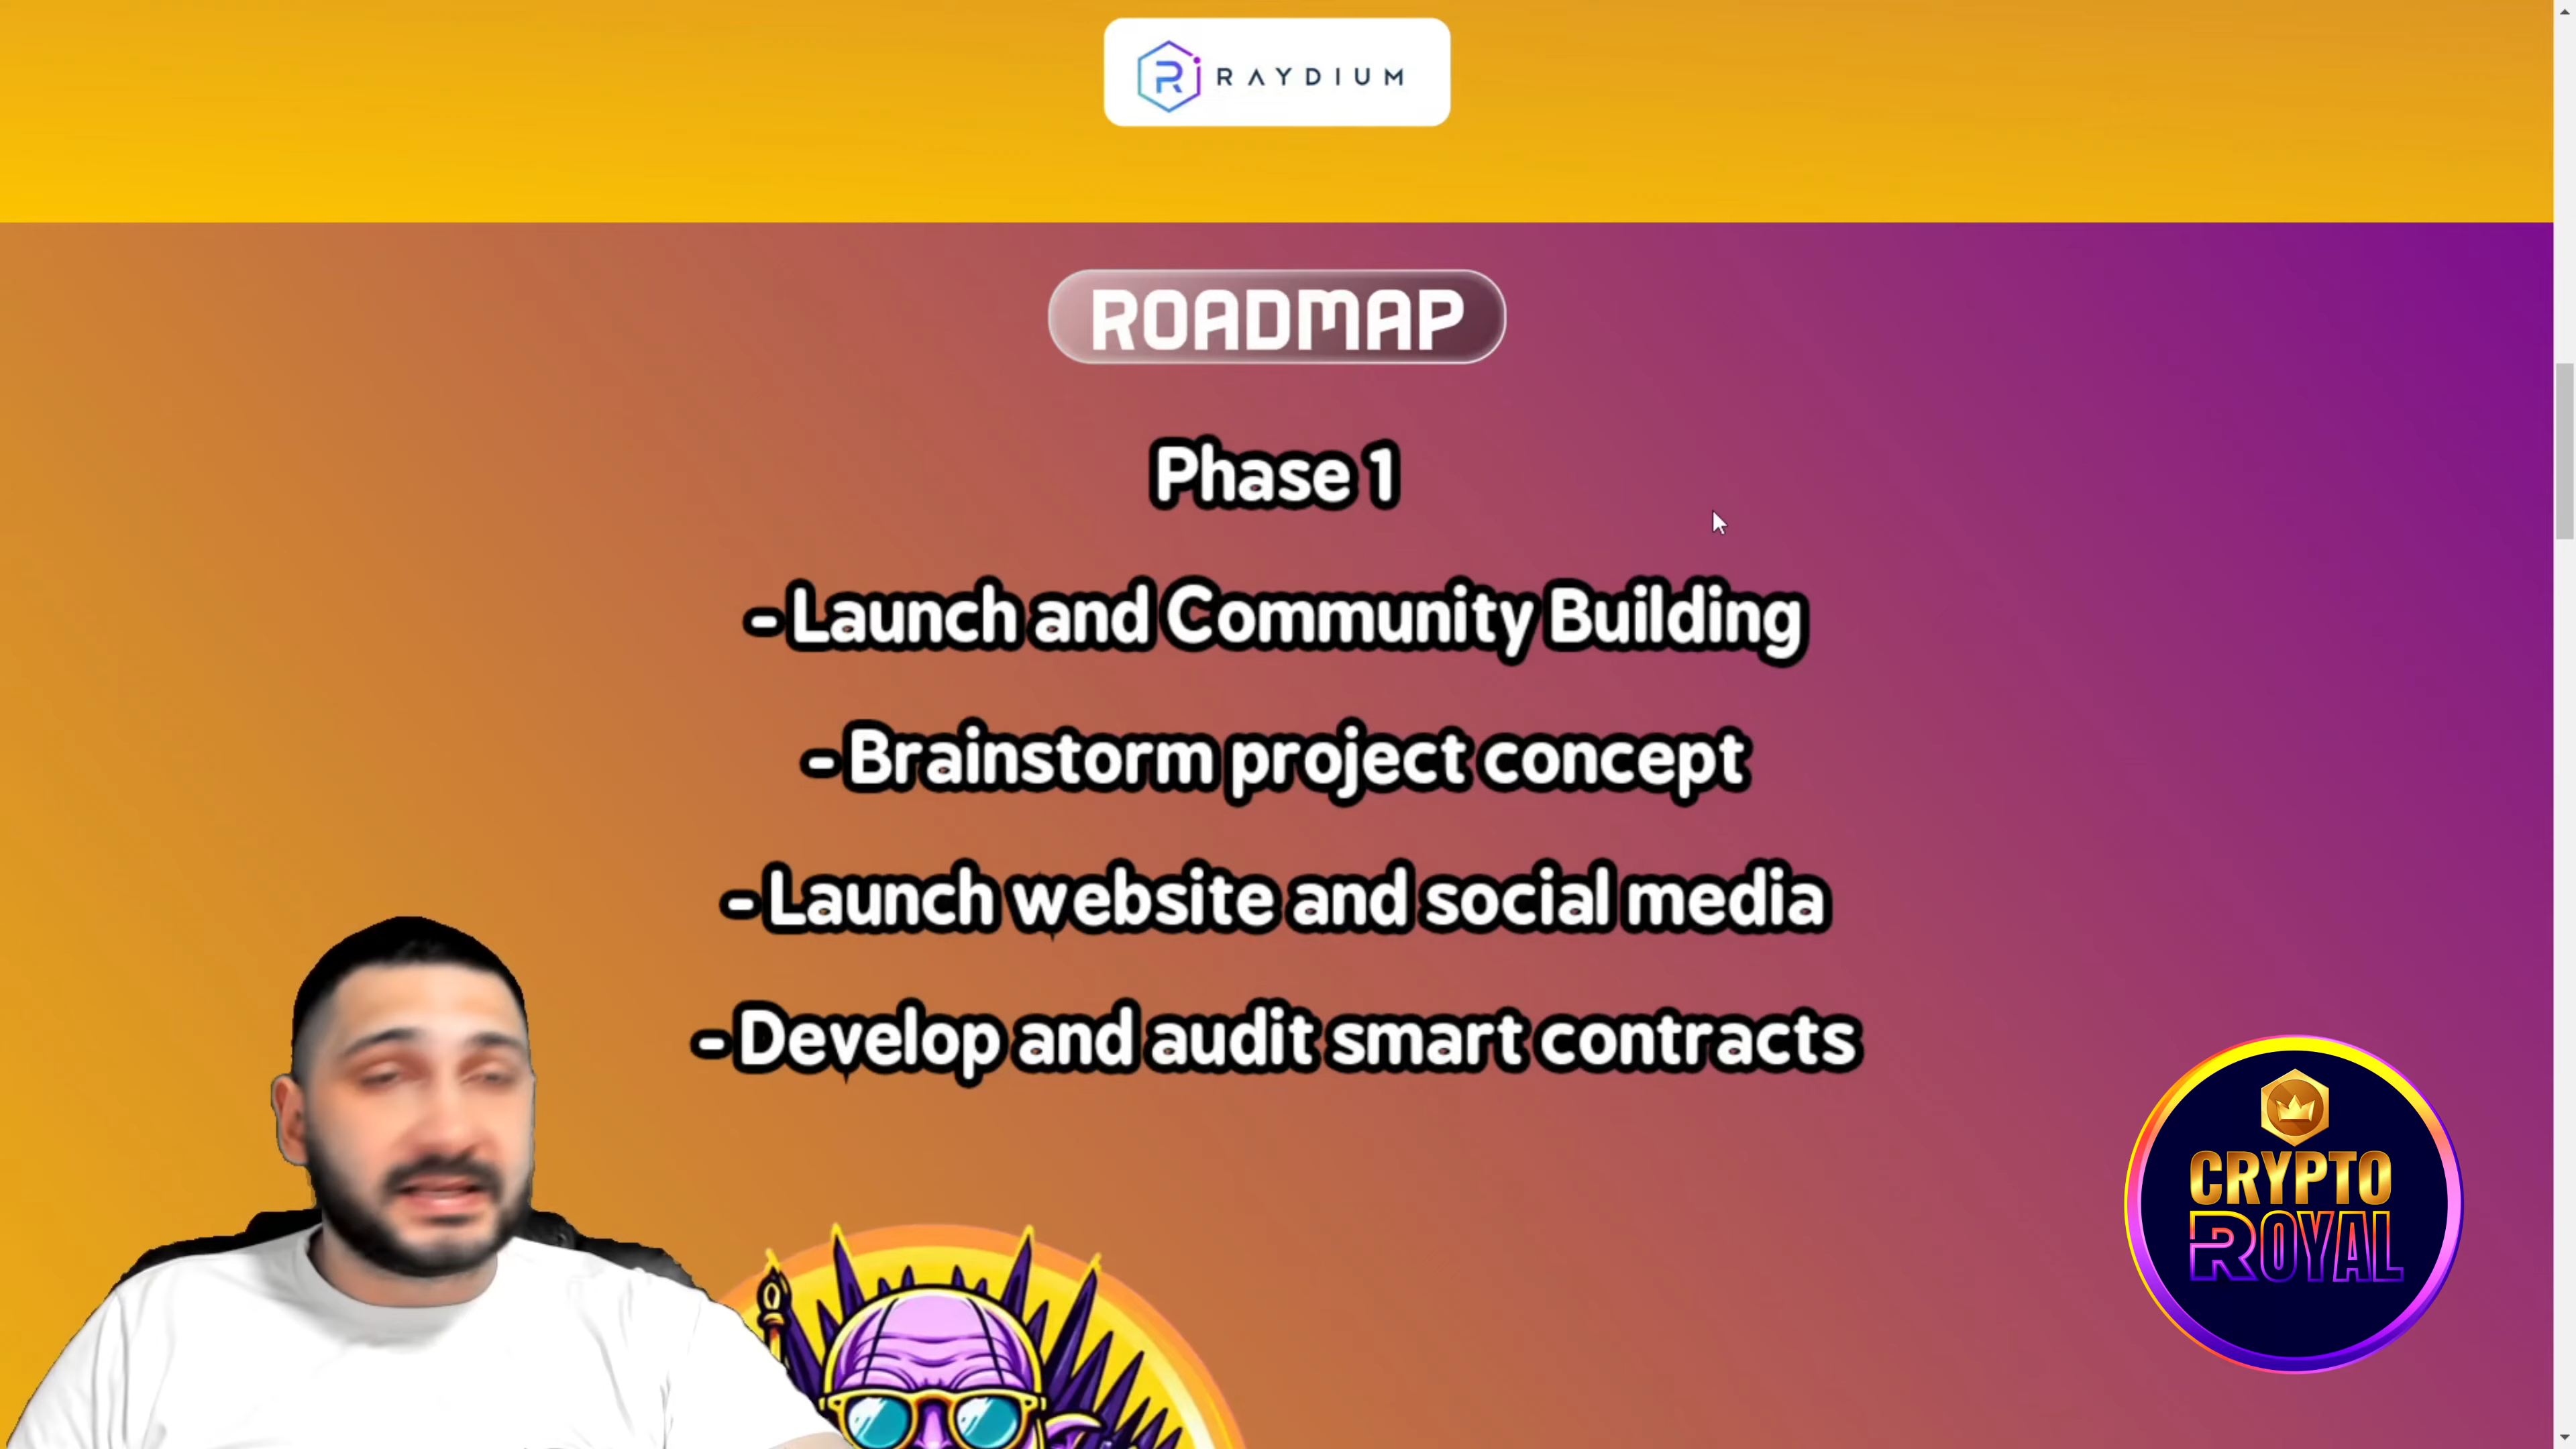 RAYDIUM
ROADMAP
Phase 1
- Launch and Community Building
- Brainstorm project concept
- Launch website and social media
- Develop and audit smart contracts
CRYPTO
ROYAL